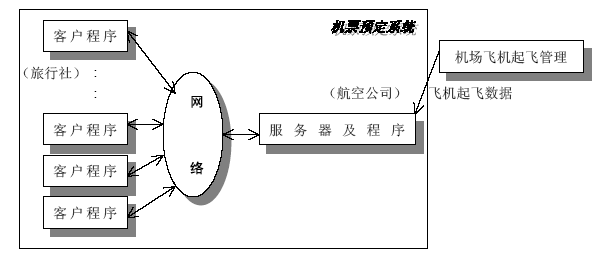 机票预定系统
客户程序
机场飞机起飞管理
（旅行社）：
：
（航空公司）
飞机起飞数据
网
络
客户程序
服务器及程序
客户程序
客户程序